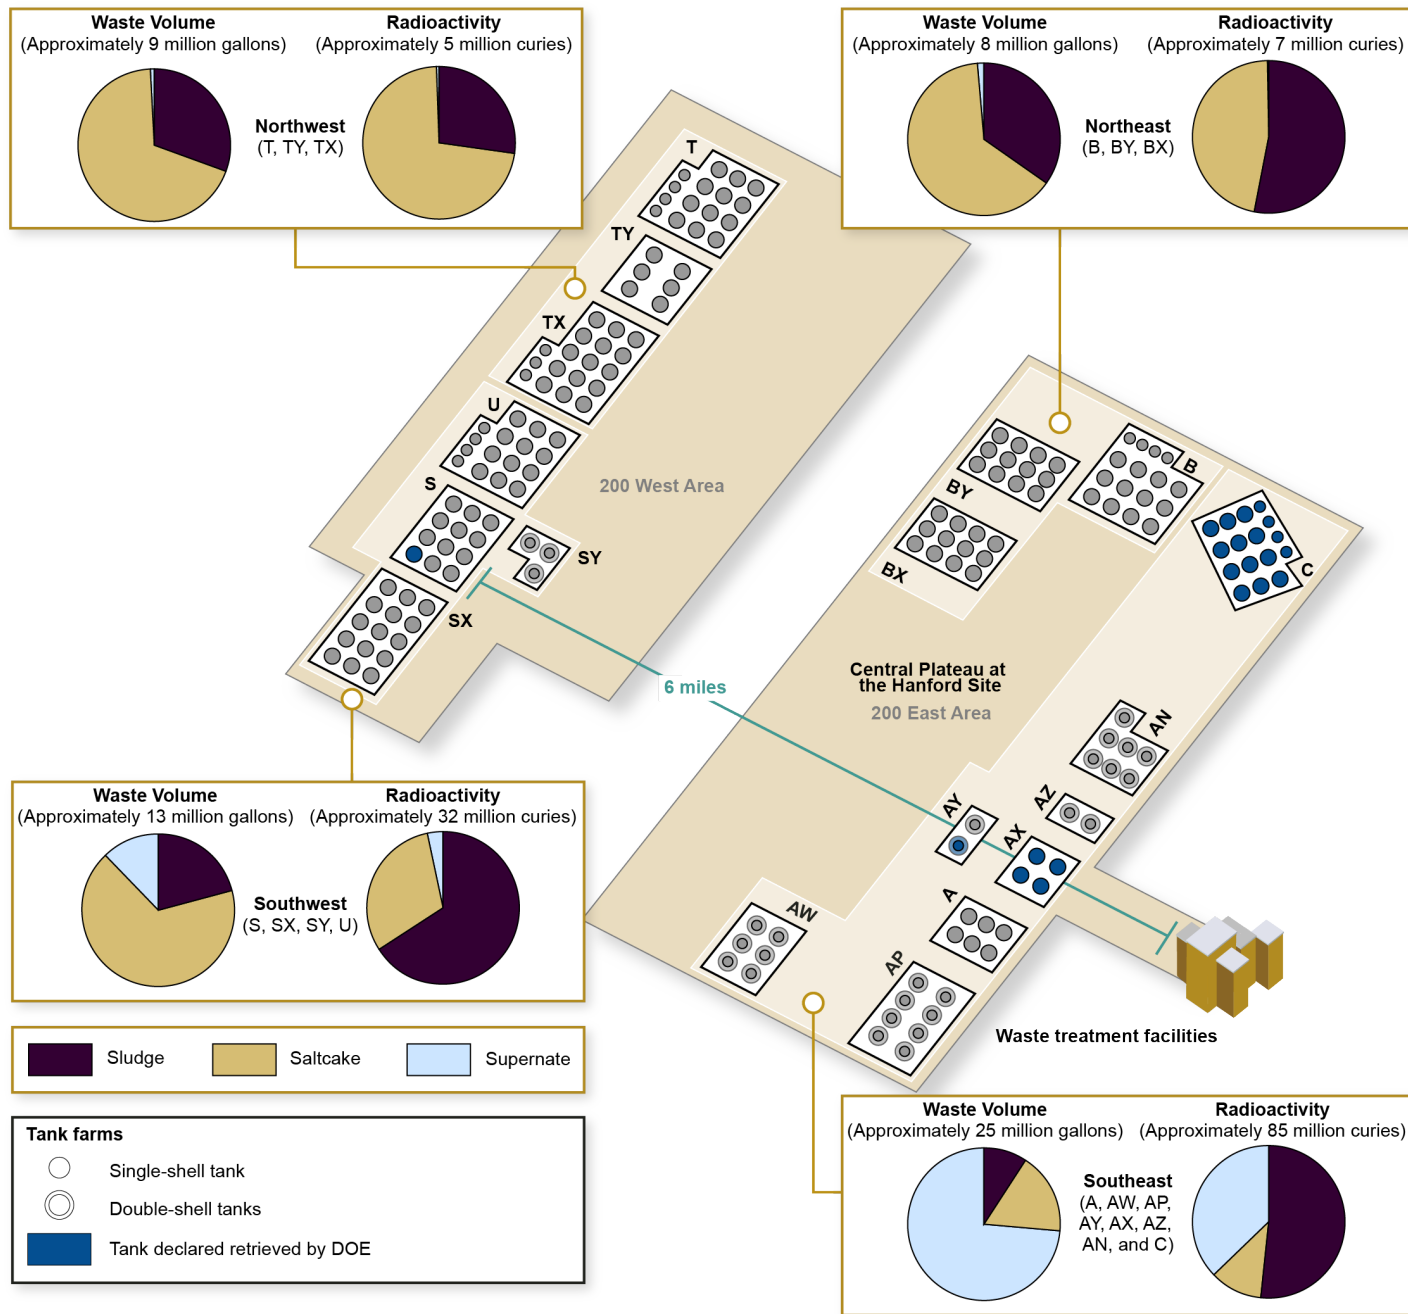 Waste Volume
(Approximately 9 million gallons)
Radioactivity
(Approximately 5 million curies)
Northwest
(T, TY, TX)
Waste Volume
(Approximately 8 million gallons)
Radioactivity
(Approximately 7 million curies)
Northeast
(B, BY, BX)
T
TY
TX
U
S
SY
SX
200 West Area
6 miles
B
BY
BX
C
Central Plateau at
the Hanford Site
200 East Area
AN
AZ
AY
AX
A
AW
AP
Waste treatment facilities
Waste Volume
(Approximately 13 million gallons)
Radioactivity
(Approximately 32 million curies)
Southwest
(S, SX, SY, U)
Sludge
Saltcake
Supernate
Tank farms
Single-shell tank
Double-shell tanks
Tank declared retrieved by DOE
Waste Volume
(Approximately 25 million gallons)
Radioactivity
(Approximately 85 million curies)
Southeast
(A, AW, AP,
AY, AX, AZ,
AN, and C)